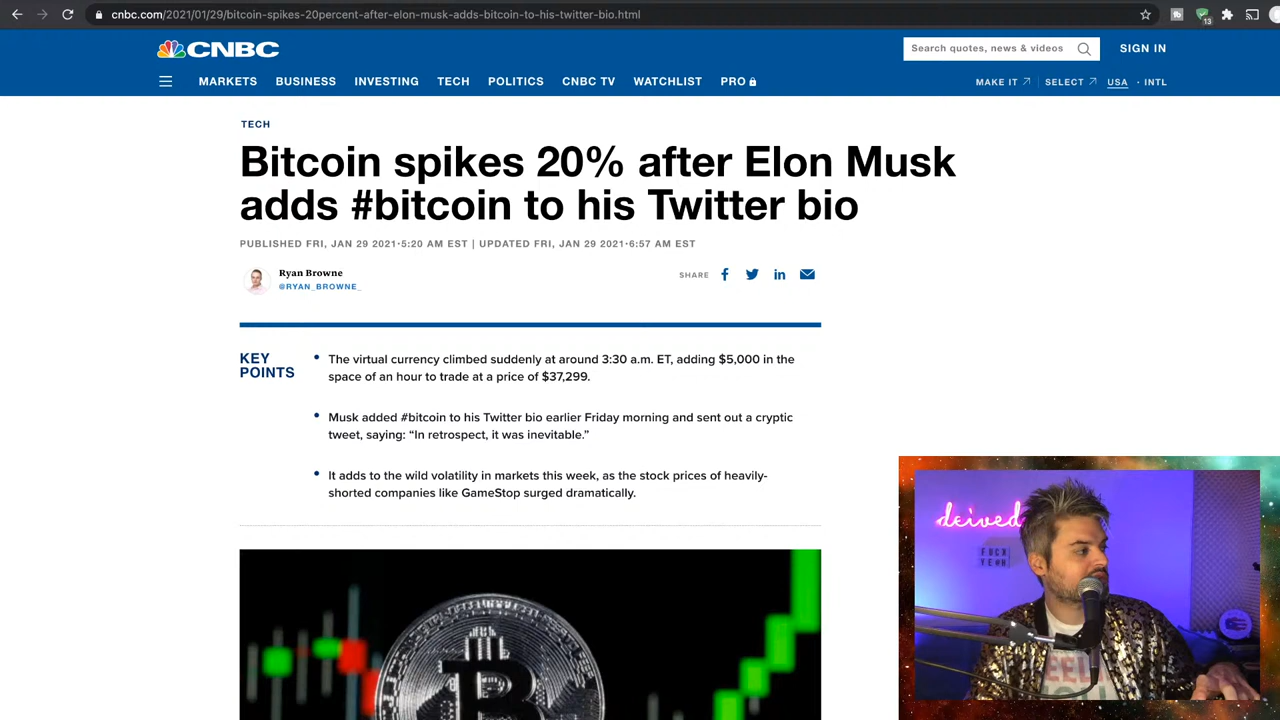 cnbc.com/2021/01/29/bitcoin-spikes-20percent-after-elon-musk-adds-bitcoin-to-his-twitter-bio.html
13
CNBC
Search quotes, news & videos
SIGN IN
MARKETS BUSINESS INVESTING TECH POLITICS CNBC TV WATCHLIST PRO
MAKE IT SELECT USA · INTL
TECH
Bitcoin spikes 20% after Elon Musk
adds #bitcoin to his Twitter bio
PUBLISHED FRI, JAN 29 2021•5:20 AM EST | UPDATED FRI, JAN 29 2021•6:57 AM EST
Ryan Browne
@RYAN_BROWNE_
SHARE
KEY
POINTS
• The virtual currency climbed suddenly at around 3:30 a.m. ET, adding $5,000 in the
space of an hour to trade at a price of $37,299.
• Musk added #bitcoin to his Twitter bio earlier Friday morning and sent out a cryptic
tweet, saying: “In retrospect, it was inevitable.”
• It adds to the wild volatility in markets this week, as the stock prices of heavily-
shorted companies like GameStop surged dramatically.
deived
FUCK
YEAH